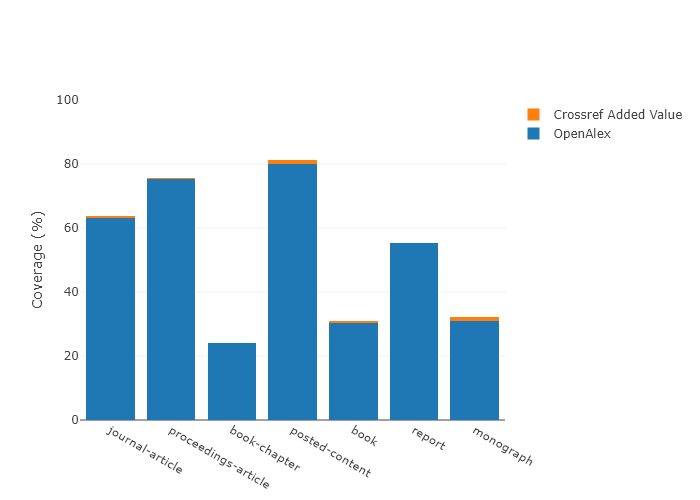 100
80
60
40
20
0
Coverage (%)
journal-article
proceedings-article
book-chapter
posted-content
book
report
monograph
Crossref Added Value
OpenAlex